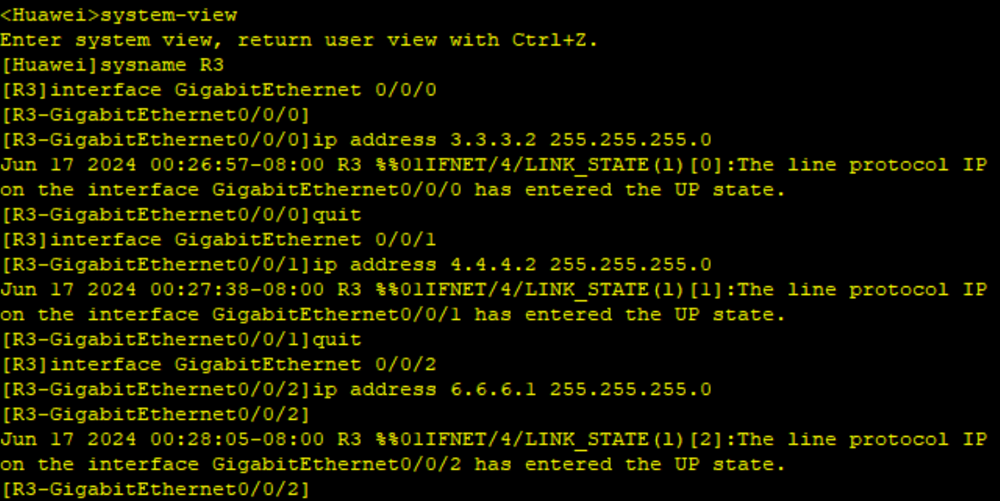 <Huawei>system-view
Enter system view, return user view with Ctrl+Z.
[Huawei]sysname R3
[R3]interface GigabitEthernet 0/0/0
[R3-GigabitEthernet0/0/0]
[R3-GigabitEthernet0/0/0]ip address 3.3.3.2 255.255.255.0
Jun 17 2024 00:26:57-08:00 R3 %%01IFNET/4/LINK_STATE(l)[0]:The line protocol IP
on the interface GigabitEthernet0/0/0 has entered the UP state.
[R3-GigabitEthernet0/0/0]quit
[R3]interface GigabitEthernet 0/0/1
[R3-GigabitEthernet0/0/1]ip address 4.4.4.2 255.255.255.0
Jun 17 2024 00:27:38-08:00 R3 %%01IFNET/4/LINK_STATE(l)[1]:The line protocol IP
on the interface GigabitEthernet0/0/1 has entered the UP state.
[R3-GigabitEthernet0/0/1]quit
[R3]interface GigabitEthernet 0/0/2
[R3-GigabitEthernet0/0/2]ip address 6.6.6.1 255.255.255.0
[R3-GigabitEthernet0/0/2]
Jun 17 2024 00:28:05-08:00 R3 %%01IFNET/4/LINK_STATE(l)[2]:The line protocol IP
on the interface GigabitEthernet0/0/2 has entered the UP state.
[R3-GigabitEthernet0/0/2]